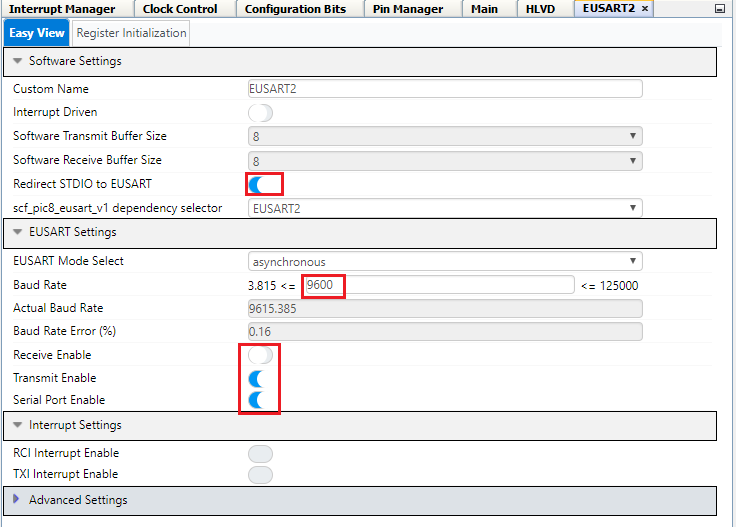 Interrupt Manager Clock Control Configuration Bits Pin Manager Main HLVD EUSART2 ×
Easy View Register Initialization
Software Settings
Custom Name EUSART2
Interrupt Driven
Software Transmit Buffer Size 8
Software Receive Buffer Size 8
Redirect STDIO to EUSART
scf_pic8_eusart_v1 dependency selector EUSART2
EUSART Settings
EUSART Mode Select asynchronous
Baud Rate 3.815 <= 9600 <= 125000
Actual Baud Rate 9615.385
Baud Rate Error (%) 0.16
Receive Enable
Transmit Enable
Serial Port Enable
Interrupt Settings
RCI Interrupt Enable
TXI Interrupt Enable
Advanced Settings